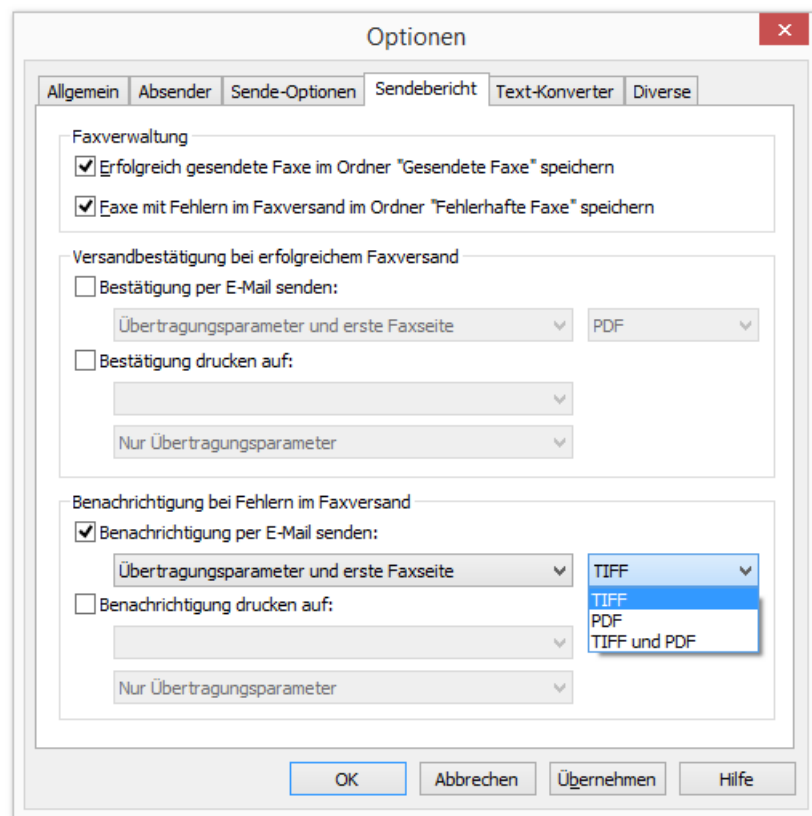 Optionen
Allgemein Absender Sende-Optionen Sendebericht Text-Konverter Diverse
Faxverwaltung
Erfolgreich gesendete Faxe im Ordner "Gesendete Faxe" speichern
Faxe mit Fehlern im Faxversand im Ordner "Fehlerhafte Faxe" speichern
Versandbestätigung bei erfolgreichem Faxversand
Bestätigung per E-Mail senden:
Übertragungsparameter und erste Faxseite PDF
Bestätigung drucken auf:
Nur Übertragungsparameter
Benachrichtigung bei Fehlern im Faxversand
Benachrichtigung per E-Mail senden:
Übertragungsparameter und erste Faxseite TIFF
TIFF
Benachrichtigung drucken auf:
PDF
TIFF und PDF
Nur Übertragungsparameter
OK Abbrechen Übernehmen Hilfe